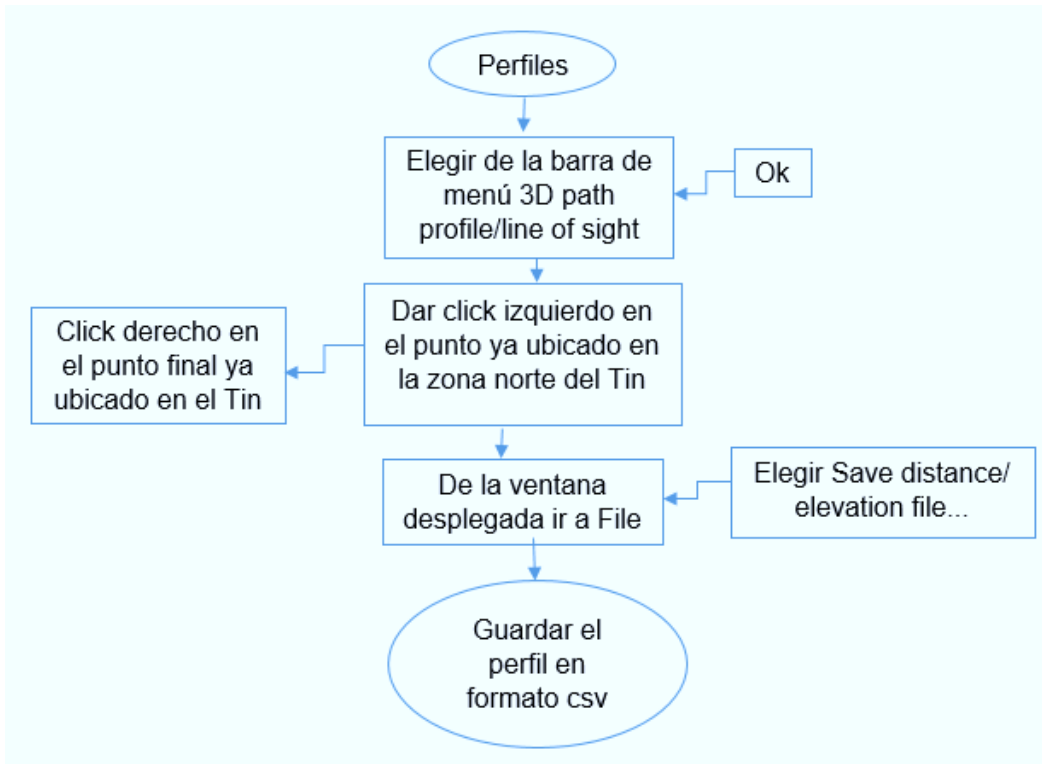 Perfiles
Elegir de la barra de
menú 3D path
profile/line of sight
Ok
Dar click izquierdo en
el punto ya ubicado en
la zona norte del Tin
Click derecho en
el punto final ya
ubicado en el Tin
De la ventana
desplegada ir a File
Elegir Save distance/
elevation file...
Guardar el
perfil en
formato csv